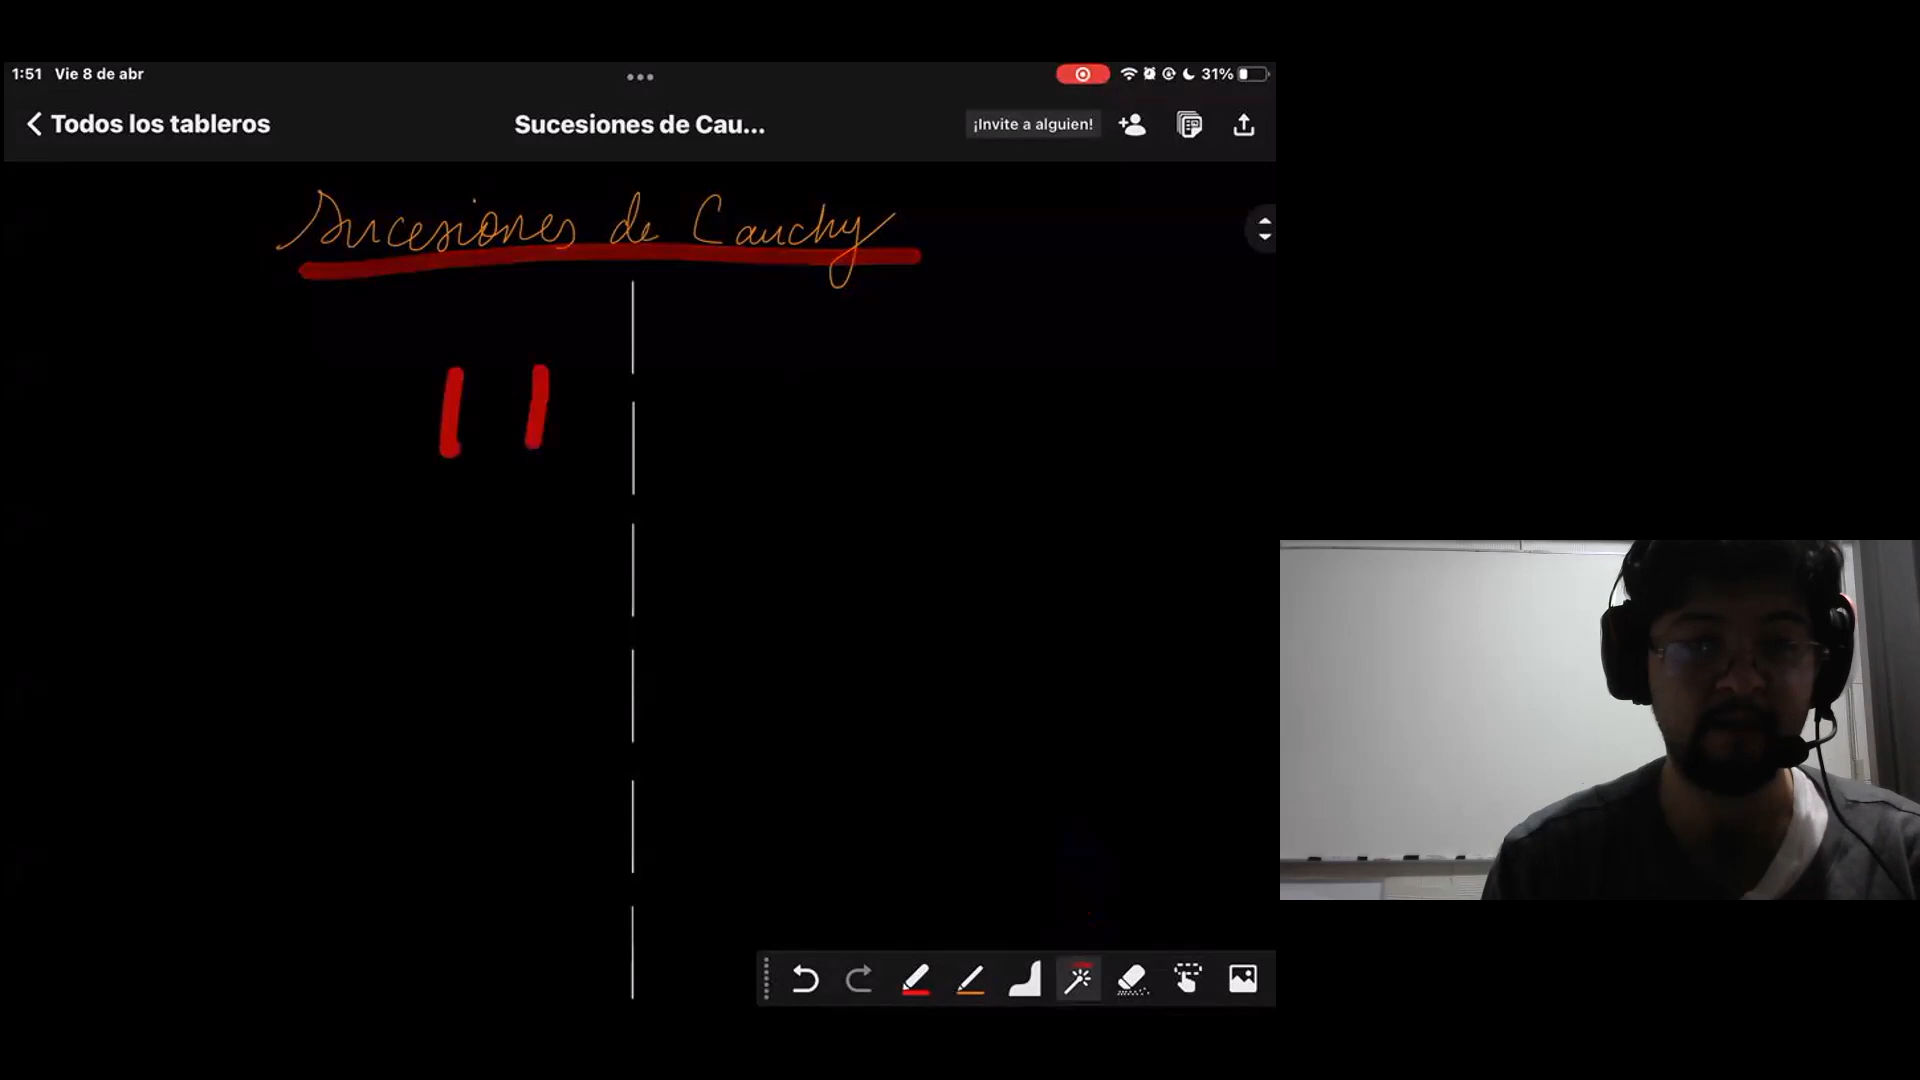 1:51 Vie 8 de abr 31%
Todos los tableros Sucesiones de Cau... ¡Invite a alguien!
Sucesiones de Cauchy